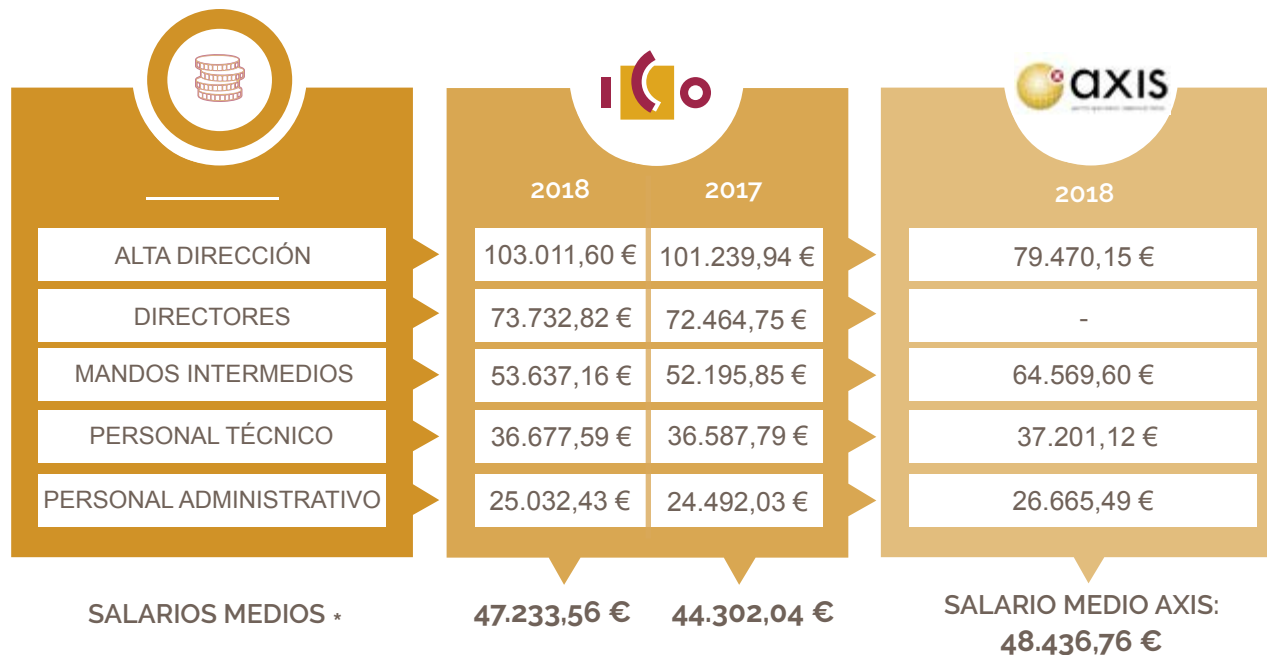 ICO
axis
2018 2017
2018
ALTA DIRECCIÓN 103.011,60 € 101.239,94 € 79.470,15 €
DIRECTORES 73.732,82 € 72.464,75 € -
MANDOS INTERMEDIOS 53.637,16 € 52.195,85 € 64.569,60 €
PERSONAL TÉCNICO 36.677,59 € 36.587,79 € 37.201,12 €
PERSONAL ADMINISTRATIVO 25.032,43 € 24.492,03 € 26.665,49 €
SALARIOS MEDIOS * 47.233,56 € 44.302,04 €
SALARIO MEDIO AXIS:
48.436,76 €